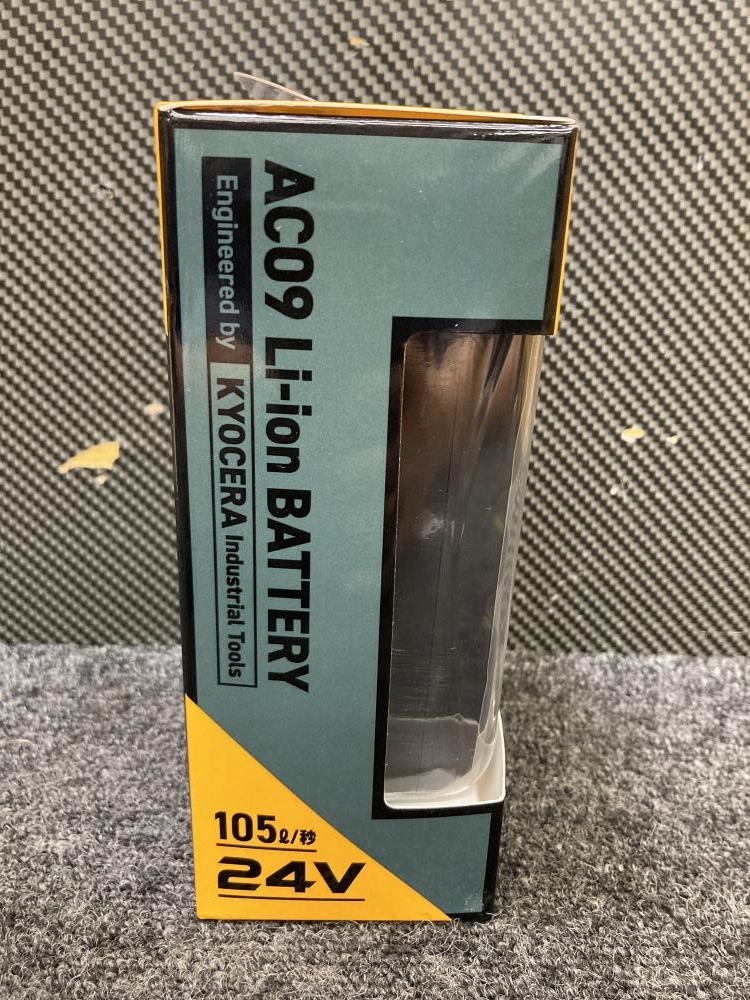 AC09 Li-ion BATTERY
Engineered by KYOCERA Industrial Tools
105ℓ/秒
24V